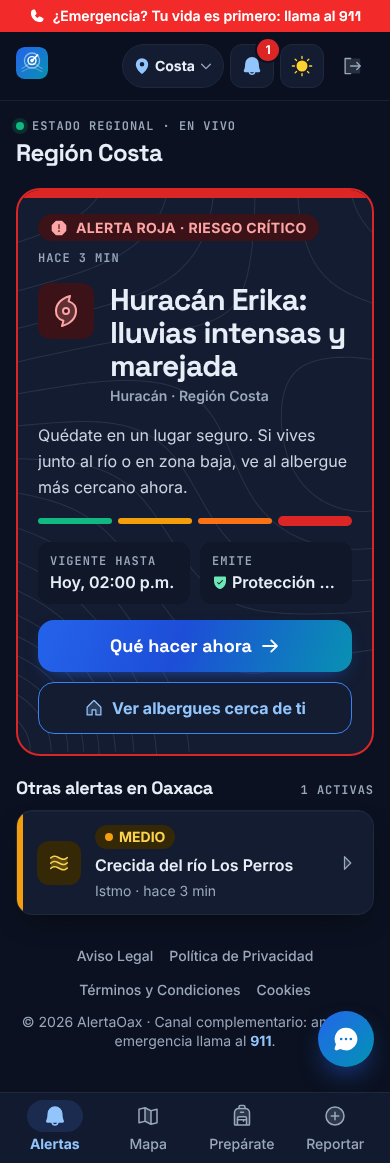 ¿Emergencia? Tu vida es primero: llama al 911
Costa
1
ESTADO REGIONAL · EN VIVO
Región Costa
ALERTA ROJA · RIESGO CRÍTICO
HACE 3 MIN
Huracán Erika:
lluvias intensas y
marejada
Huracán · Región Costa
Quédate en un lugar seguro. Si vives
junto al río o en zona baja, ve al albergue
más cercano ahora.
VIGENTE HASTA
Hoy, 02:00 p.m.
EMITE
Protección ...
Qué hacer ahora →
Ver albergues cerca de ti
Otras alertas en Oaxaca
1 ACTIVAS
MEDIO
Crecida del río Los Perros
Istmo · hace 3 min
Aviso Legal Política de Privacidad
Términos y Condiciones Cookies
© 2026 AlertaOax · Canal complementario:
emergencia llama al 911.
Alertas Mapa Prepárate Reportar